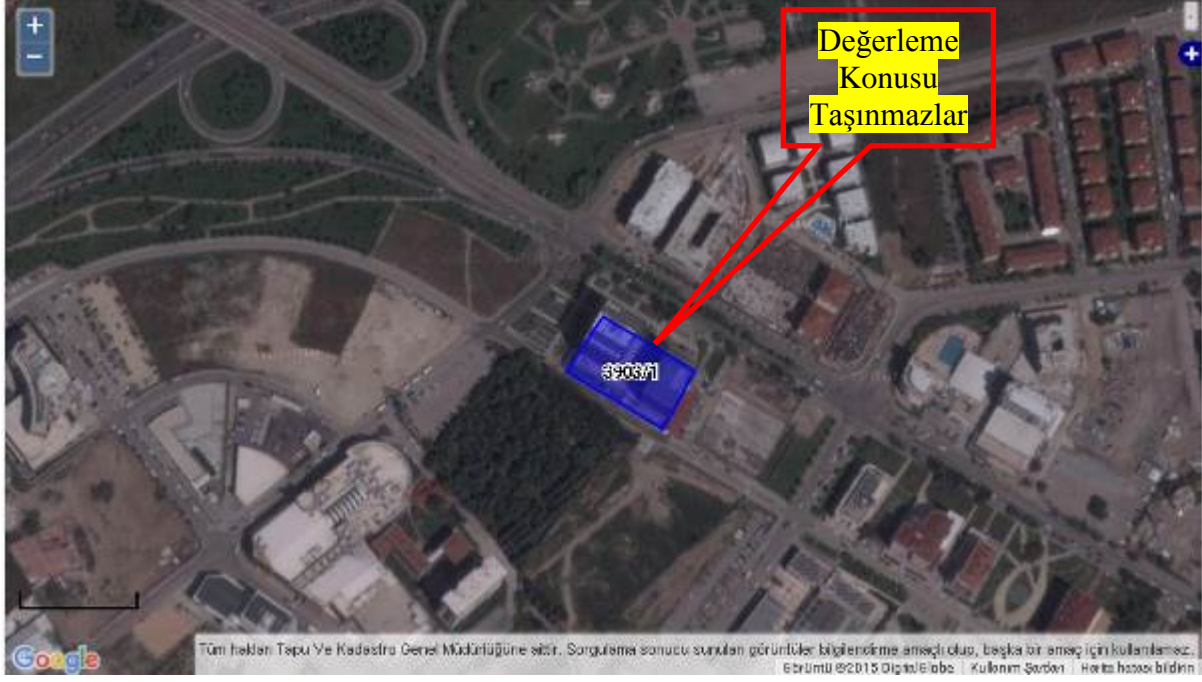 +
−
Değerleme
Konusu
Taşınmazlar
+
3903/1
Google
Tüm hakları Tapu Ve Kadastro Genel Müdürlüğüne aittir. Sorgulama sonucu sunulan görüntüler bilgilendirme amaçlı olup, başka bir amaç için kullanılamaz.
Görüntü ©2015 DigitalGlobe Kullanım Şartları Harita hatası bildirin